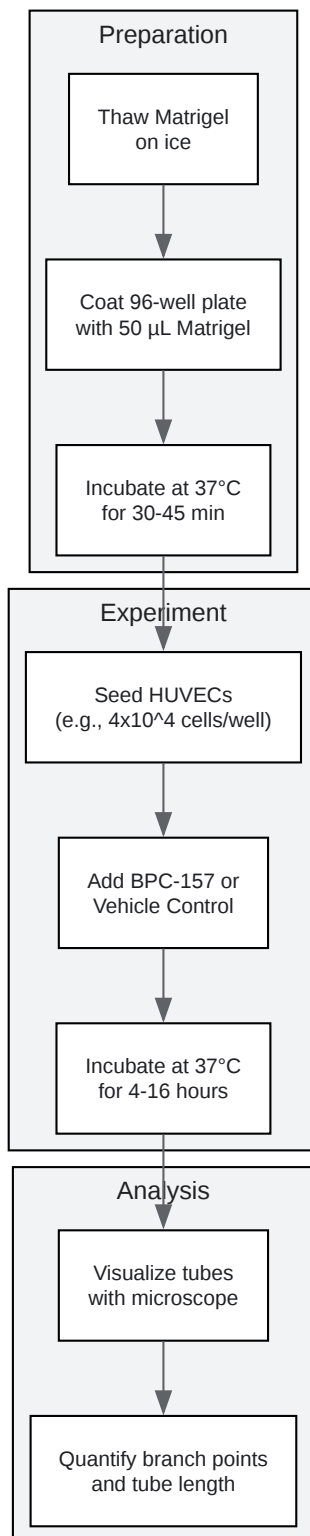 Preparation
Thaw Matrigel
on ice
Coat 96-well plate
with 50 µL Matrigel
Incubate at 37°C
for 30-45 min
Experiment
Seed HUVECs
(e.g., 4x10^4 cells/well)
Add BPC-157 or
Vehicle Control
Incubate at 37°C
for 4-16 hours
Analysis
Visualize tubes
with microscope
Quantify branch points
and tube length